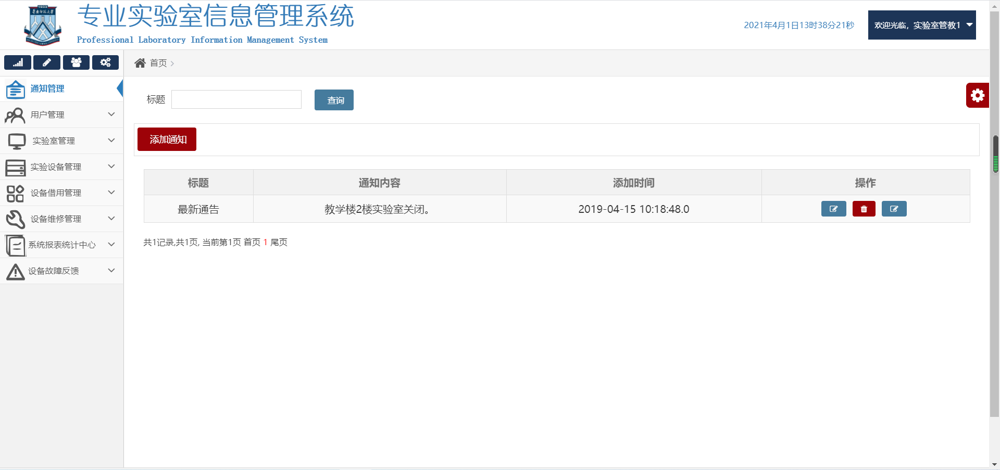 专业实验室信息管理系统
Professional Laboratory Information Management System
2021年4月1日13时38分21秒
欢迎光临，实验室管教1
首页
通知管理
用户管理
实验室管理
实验设备管理
设备借用管理
设备维修管理
系统报表统计中心
设备故障反馈
标题
查询
添加通知
标题 通知内容 添加时间 操作
最新通告 教学楼2楼实验室关闭。 2019-04-15 10:18:48.0
共1记录,共1页, 当前第1页 首页 1 尾页